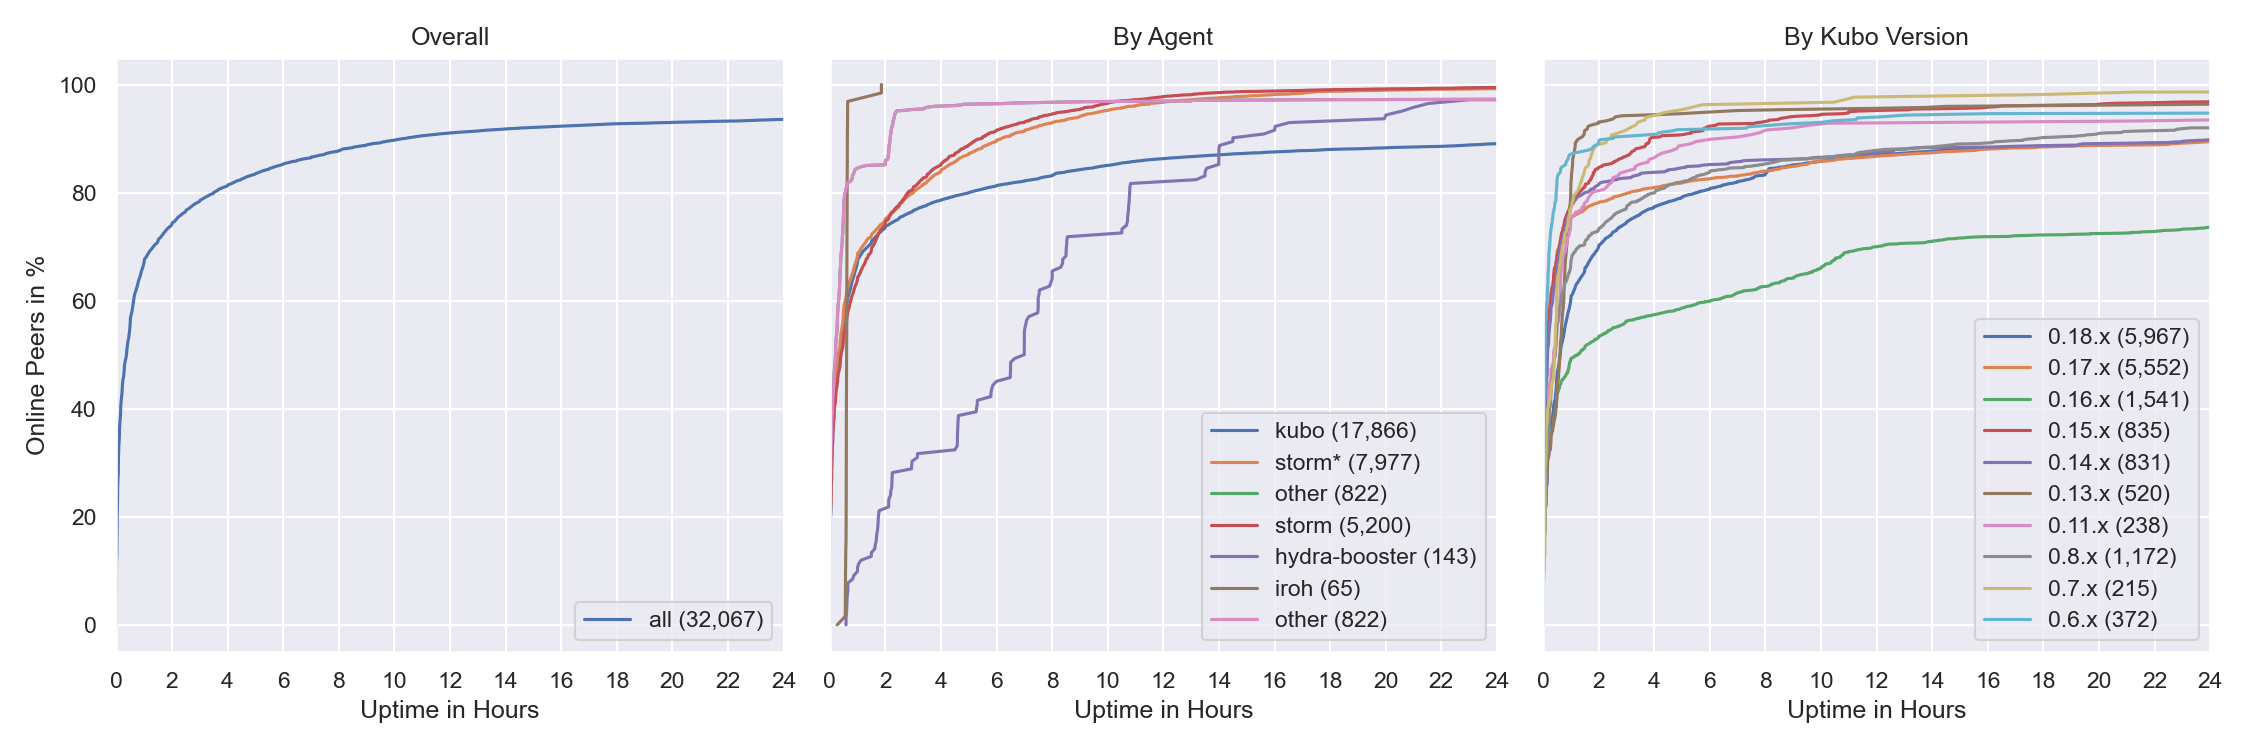 Overall
By Agent
By Kubo Version
Online Peers in %
100
80
60
40
20
0
all (32,067)
kubo (17,866)
storm* (7,977)
other (822)
storm (5,200)
hydra-booster (143)
iroh (65)
other (822)
0.18.x (5,967)
0.17.x (5,552)
0.16.x (1,541)
0.15.x (835)
0.14.x (831)
0.13.x (520)
0.11.x (238)
0.8.x (1,172)
0.7.x (215)
0.6.x (372)
0 2 4 6 8 10 12 14 16 18 20 22 24
0 2 4 6 8 10 12 14 16 18 20 22 24
0 2 4 6 8 10 12 14 16 18 20 22 24
Uptime in Hours
Uptime in Hours
Uptime in Hours